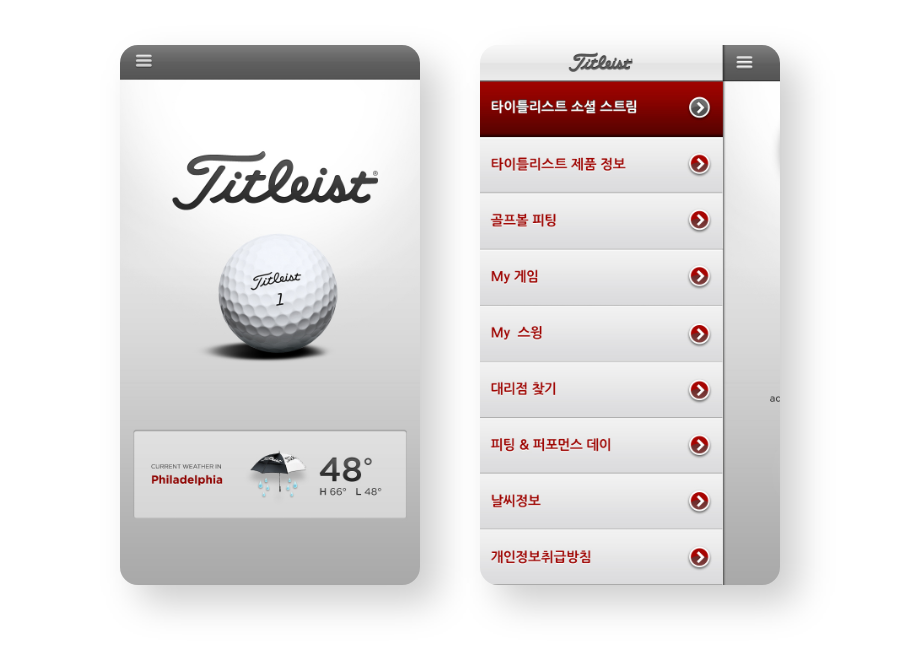 Titleist®
Titleist
1
CURRENT WEATHER IN
Philadelphia
48°
H 66° L 48°
Titleist
타이틀리스트 소셜 스트림
타이틀리스트 제품 정보
골프볼 피팅
My 게임
My 스윙
대리점 찾기
피팅 & 퍼포먼스 데이
날씨정보
개인정보취급방침